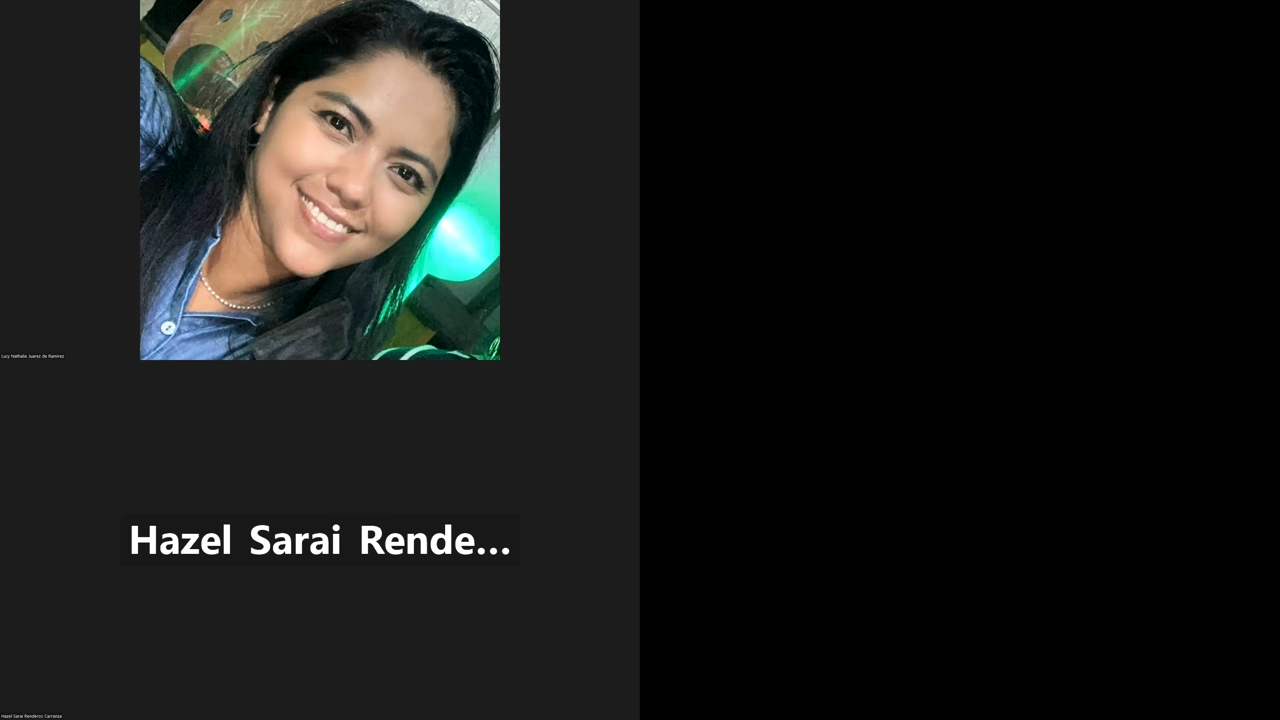 Lucy Nathalie Juarez de Ramirez
Hazel Sarai Rende...
Hazel Sarai Renderos Carranza